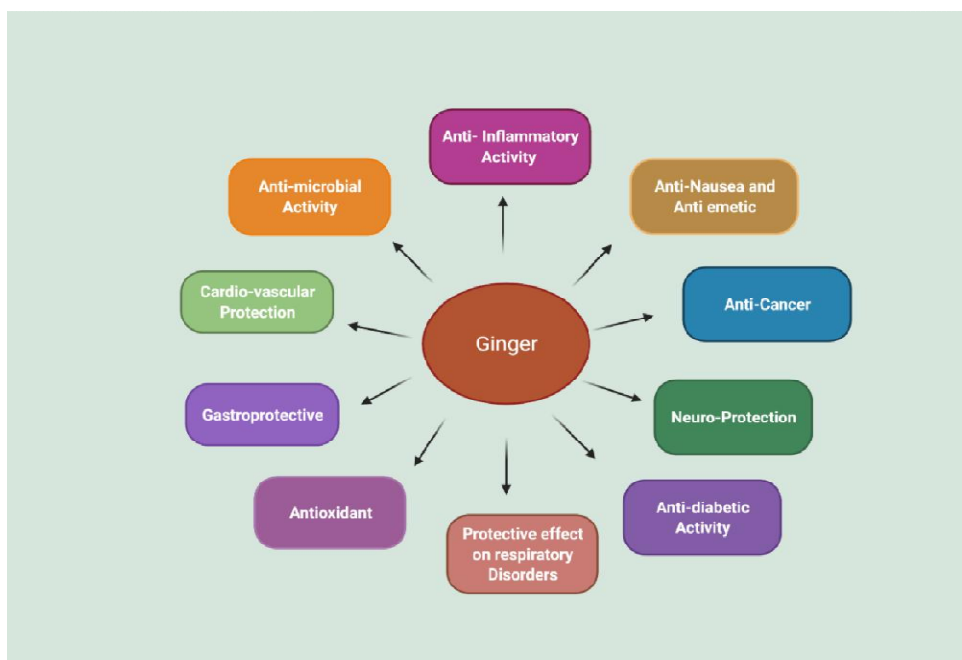 Anti- Inflammatory
Activity
Anti-microbial
Activity
Anti-Nausea and
Anti emetic
Cardio-vascular
Protection
Anti-Cancer
Ginger
Gastroprotective
Neuro-Protection
Antioxidant
Anti-diabetic
Activity
Protective effect
on respiratory
Disorders